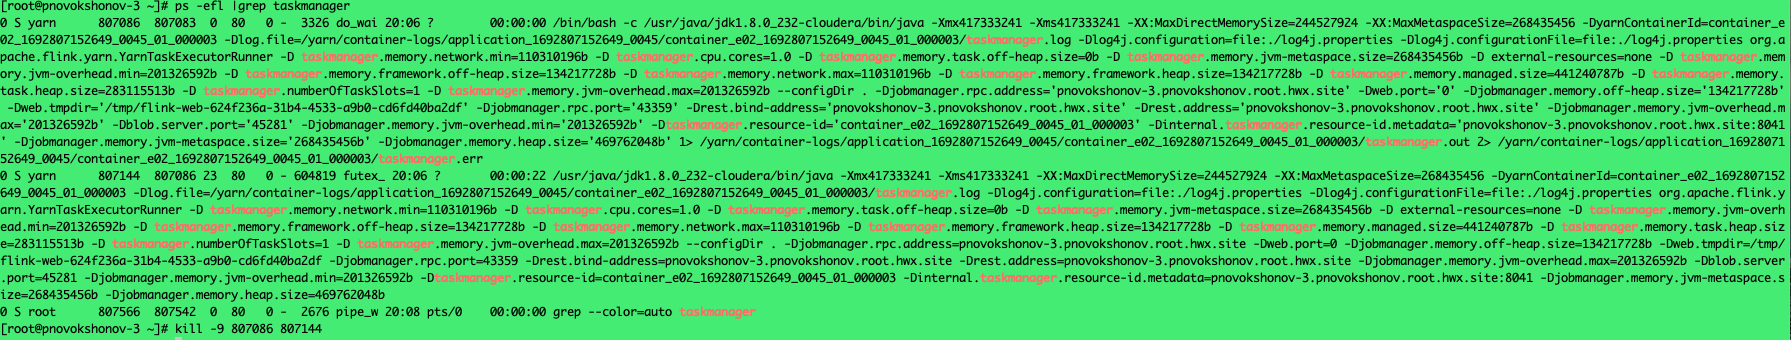 [root@pnovokshonov-3 ~]# ps -efl |grep taskmanager
0 S yarn      807086  807083  0  80   0 -  3326 do_wai 20:06 ?        00:00:00 /bin/bash -c /usr/java/jdk1.8.0_232-cloudera/bin/java -Xmx417333241 -Xms417333241 -XX:MaxDirectMemorySize=244527924 -XX:MaxMetaspaceSize=268435456 -DyarnContainerId=container_e
02_1692807152649_0045_01_000003 -Dlog.file=/yarn/container-logs/application_1692807152649_0045/container_e02_1692807152649_0045_01_000003/taskmanager.log -Dlog4j.configuration=file:./log4j.properties -Dlog4j.configurationFile=file:./log4j.properties org.a
pache.flink.yarn.YarnTaskExecutorRunner -D taskmanager.memory.network.min=110310196b -D taskmanager.cpu.cores=1.0 -D taskmanager.memory.task.off-heap.size=0b -D taskmanager.memory.jvm-metaspace.size=268435456b -D external-resources=none -D taskmanager.mem
ory.jvm-overhead.min=201326592b -D taskmanager.memory.framework.off-heap.size=134217728b -D taskmanager.memory.network.max=110310196b -D taskmanager.memory.framework.heap.size=134217728b -D taskmanager.memory.managed.size=441240787b -D taskmanager.memory.
task.heap.size=283115513b -D taskmanager.numberOfTaskSlots=1 -D taskmanager.memory.jvm-overhead.max=201326592b --configDir . -Djobmanager.rpc.address='pnovokshonov-3.pnovokshonov.root.hwx.site' -Dweb.port='0' -Djobmanager.memory.off-heap.size='134217728b'
 -Dweb.tmpdir='/tmp/flink-web-624f236a-31b4-4533-a9b0-cd6fd40ba2df' -Djobmanager.rpc.port='43359' -Drest.bind-address='pnovokshonov-3.pnovokshonov.root.hwx.site' -Drest.address='pnovokshonov-3.pnovokshonov.root.hwx.site' -Djobmanager.memory.jvm-overhead.m
ax='201326592b' -Dblob.server.port='45281' -Djobmanager.memory.jvm-overhead.min='201326592b' -Dtaskmanager.resource-id='container_e02_1692807152649_0045_01_000003' -Dinternal.taskmanager.resource-id.metadata='pnovokshonov-3.pnovokshonov.root.hwx.site:8041
' -Djobmanager.memory.jvm-metaspace.size='268435456b' -Djobmanager.memory.heap.size='469762048b' 1> /yarn/container-logs/application_1692807152649_0045/container_e02_1692807152649_0045_01_000003/taskmanager.out 2> /yarn/container-logs/application_16928071
52649_0045/container_e02_1692807152649_0045_01_000003/taskmanager.err
0 S yarn      807144  807086 23  80   0 - 604819 futex_ 20:06 ?       00:00:22 /usr/java/jdk1.8.0_232-cloudera/bin/java -Xmx417333241 -Xms417333241 -XX:MaxDirectMemorySize=244527924 -XX:MaxMetaspaceSize=268435456 -DyarnContainerId=container_e02_1692807152
649_0045_01_000003 -Dlog.file=/yarn/container-logs/application_1692807152649_0045/container_e02_1692807152649_0045_01_000003/taskmanager.log -Dlog4j.configuration=file:./log4j.properties -Dlog4j.configurationFile=file:./log4j.properties org.apache.flink.y
arn.YarnTaskExecutorRunner -D taskmanager.memory.network.min=110310196b -D taskmanager.cpu.cores=1.0 -D taskmanager.memory.task.off-heap.size=0b -D taskmanager.memory.jvm-metaspace.size=268435456b -D external-resources=none -D taskmanager.memory.jvm-overh
ead.min=201326592b -D taskmanager.memory.framework.off-heap.size=134217728b -D taskmanager.memory.network.max=110310196b -D taskmanager.memory.framework.heap.size=134217728b -D taskmanager.memory.managed.size=441240787b -D taskmanager.memory.task.heap.siz
e=283115513b -D taskmanager.numberOfTaskSlots=1 -D taskmanager.memory.jvm-overhead.max=201326592b --configDir . -Djobmanager.rpc.address=pnovokshonov-3.pnovokshonov.root.hwx.site -Dweb.port=0 -Djobmanager.memory.off-heap.size=134217728b -Dweb.tmpdir=/tmp/
flink-web-624f236a-31b4-4533-a9b0-cd6fd40ba2df -Djobmanager.rpc.port=43359 -Drest.bind-address=pnovokshonov-3.pnovokshonov.root.hwx.site -Drest.address=pnovokshonov-3.pnovokshonov.root.hwx.site -Djobmanager.memory.jvm-overhead.max=201326592b -Dblob.server
.port=45281 -Djobmanager.memory.jvm-overhead.min=201326592b -Dtaskmanager.resource-id=container_e02_1692807152649_0045_01_000003 -Dinternal.taskmanager.resource-id.metadata=pnovokshonov-3.pnovokshonov.root.hwx.site:8041 -Djobmanager.memory.jvm-metaspace.s
ize=268435456b -Djobmanager.memory.heap.size=469762048b
0 S root      807566  807542  0  80   0 -  2676 pipe_w 20:08 pts/0    00:00:00 grep --color=auto taskmanager
[root@pnovokshonov-3 ~]# kill -9 807086 807144